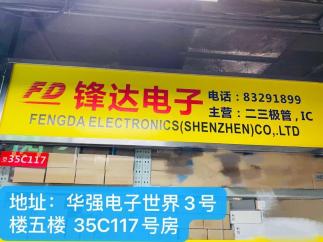 FD 锋达电子 电话：83291899
主营：二三极管，IC
FENGDA ELECTRONICS(SHENZHEN)CO,.LTD
35C117
地址：华强电子世界3号
楼五楼 35C117号房